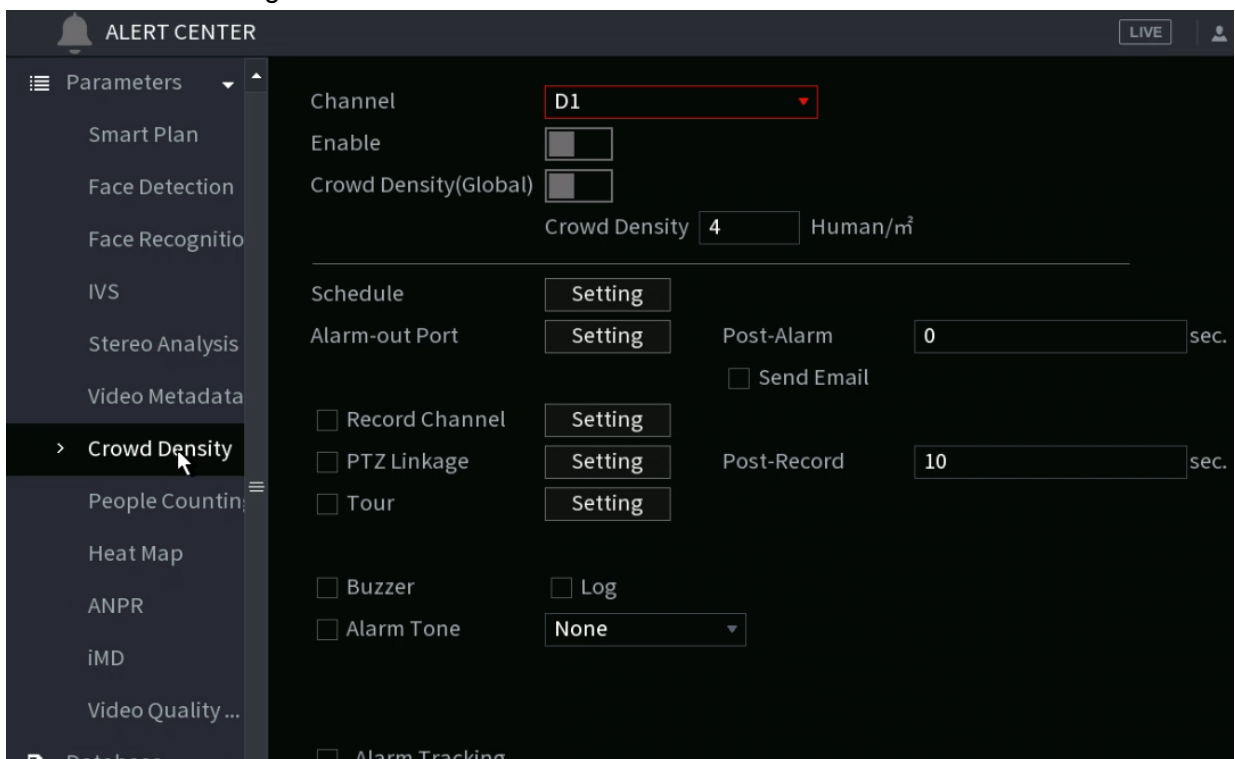 ALERT CENTER
LIVE
Parameters
Smart Plan
Face Detection
Face Recognitio
IVS
Stereo Analysis
Video Metadata
Crowd Density
People Countin
Heat Map
ANPR
iMD
Video Quality ...
Database
Channel D1
Enable
Crowd Density(Global)
Crowd Density 4 Human/㎡
Schedule Setting
Alarm-out Port Setting Post-Alarm 0 sec.
Send Email
Record Channel Setting
PTZ Linkage Setting Post-Record 10 sec.
Tour Setting
Buzzer Log
Alarm Tone None
Alarm Tracking